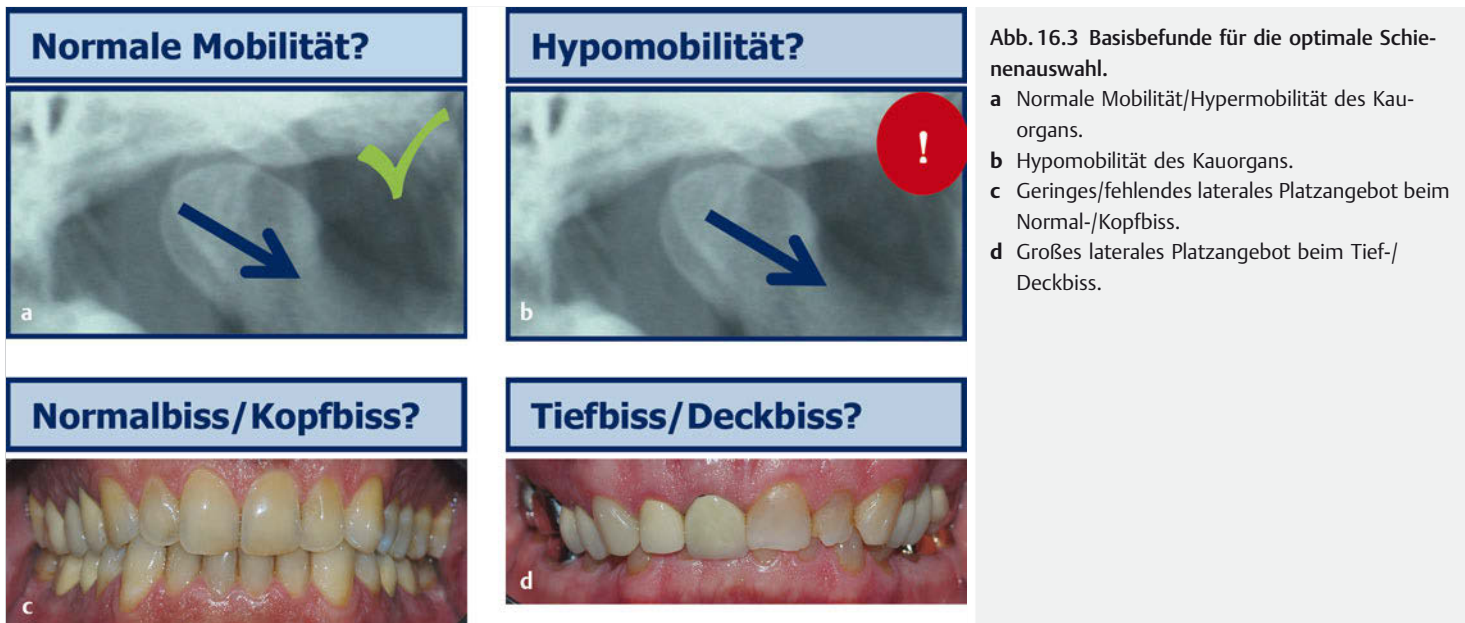 Normale Mobilität?
a
Hypomobilität?
!
b
Normalbiss/Kopfbiss?
c
Tiefbiss/Deckbiss?
d
Abb. 16.3 Basisbefunde für die optimale Schie-
nenauswahl.
a Normale Mobilität/Hypermobilität des Kau-
organs.
b Hypomobilität des Kauorgans.
c Geringes/fehlendes laterales Platzangebot beim
Normal-/Kopfbiss.
d Großes laterales Platzangebot beim Tief-/
Deckbiss.